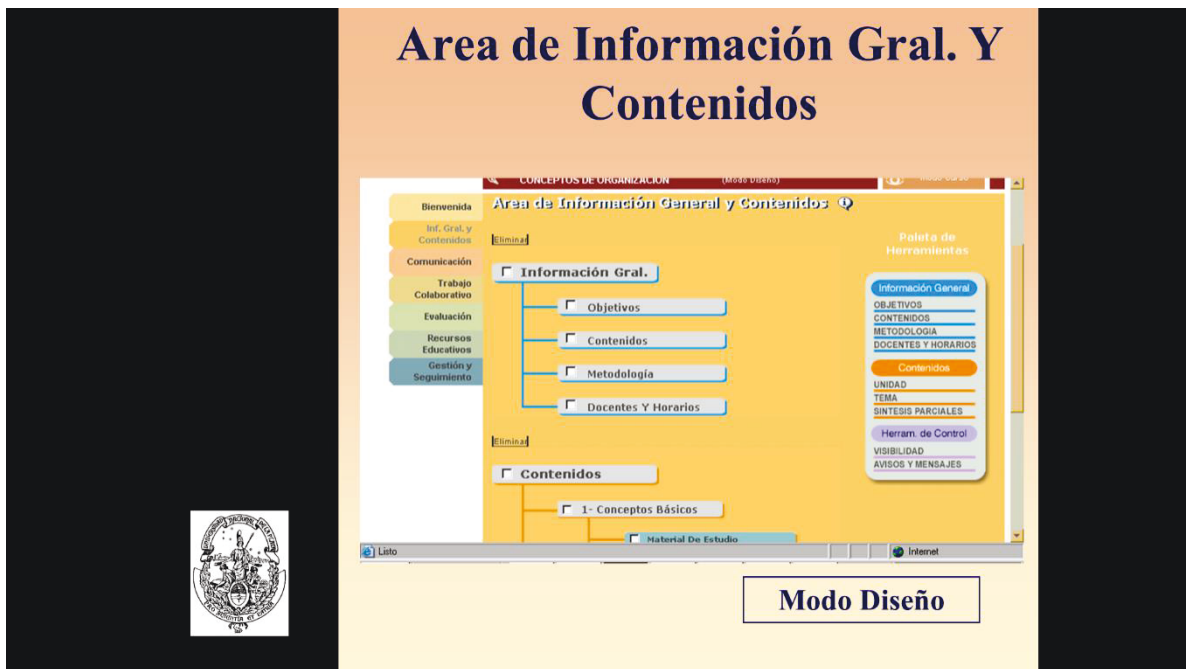 Area de Información Gral. Y
Contenidos
CONCEPTOS DE ORGANIZACIÓN (Modo Diseño)
Bienvenida
Inf. Gral. y
Contenidos
Comunicación
Trabajo
Colaborativo
Evaluación
Recursos
Educativos
Gestión y
Seguimiento
Area de Información General y Contenidos
Eliminar
Información Gral.
Objetivos
Contenidos
Metodología
Docentes Y Horarios
Eliminar
Contenidos
1- Conceptos Básicos
Material De Estudio
Paleta de
Herramientas
Información General
OBJETIVOS
CONTENIDOS
METODOLOGIA
DOCENTES Y HORARIOS
Contenidos
UNIDAD
TEMA
SINTESIS PARCIALES
Herram. de Control
VISIBILIDAD
AVISOS Y MENSAJES
Listo
Internet
Modo Diseño